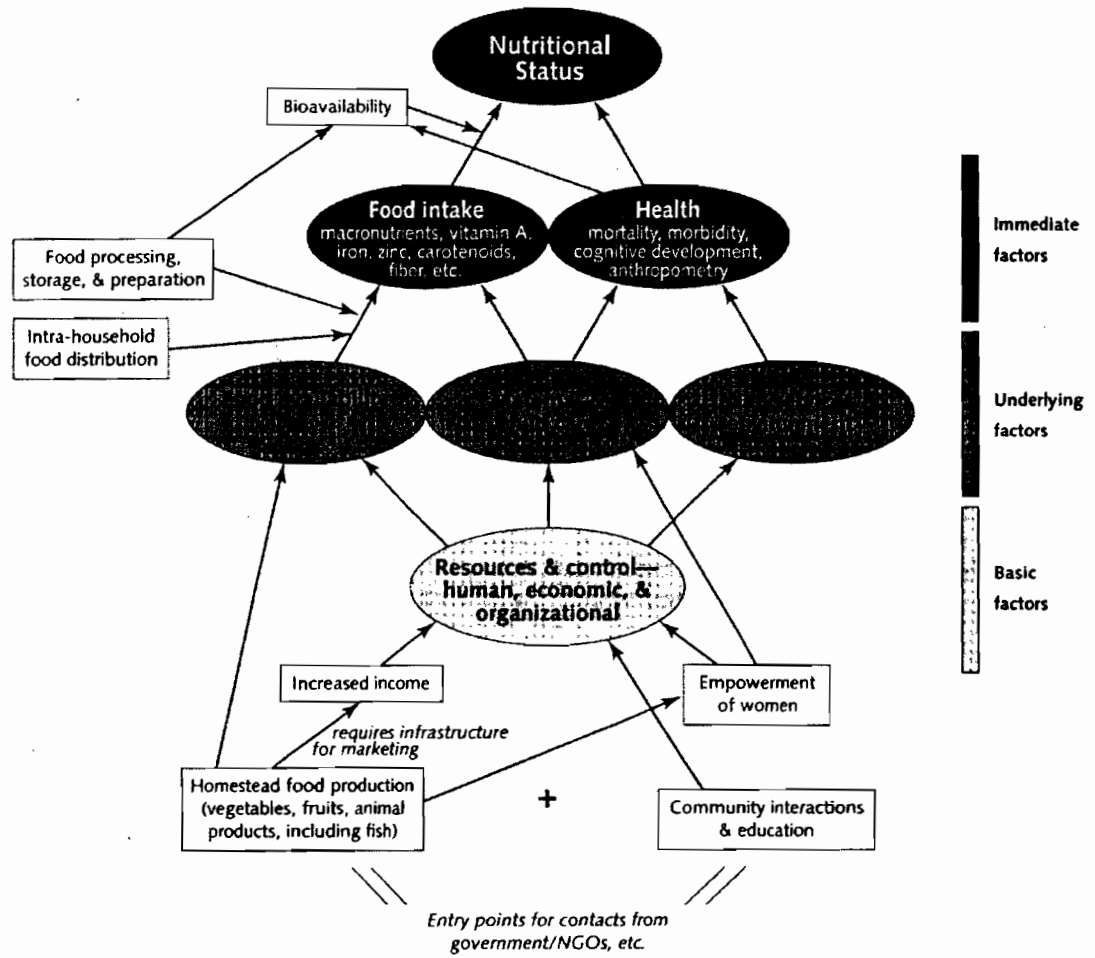 Nutritional
Status
Bioavailability
Food intake
macronutrients, vitamin A,
iron, zinc, carotenoids,
fiber, etc.
Health
mortality, morbidity,
cognitive development,
anthropometry
Immediate
factors
Food processing,
storage, & preparation
Intra-household
food distribution
Underlying
factors
Resources & control—
human, economic, &
organizational
Basic
factors
Increased income
Empowerment
of women
requires infrastructure
for marketing
Homestead food production
(vegetables, fruits, animal
products, including fish)
+
Community interactions
& education
Entry points for contacts from
government/NGOs, etc.